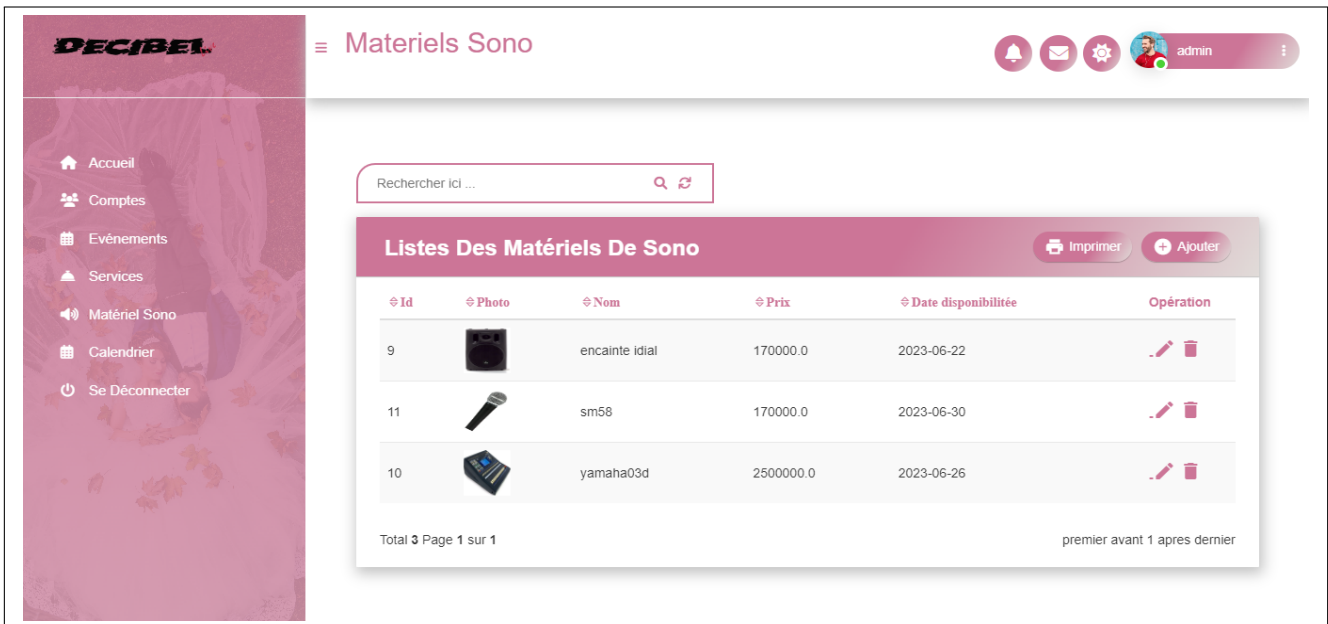 DECIBEL
Materiels Sono
admin
Accueil
Comptes
Evénements
Services
Matériel Sono
Calendrier
Se Déconnecter
Rechercher ici ...
Listes Des Matériels De Sono
Imprimer
Ajouter
Id Photo Nom Prix Date disponibilitée Opération
9 encainte idial 170000.0 2023-06-22
11 sm58 170000.0 2023-06-30
10 yamaha03d 2500000.0 2023-06-26
Total 3 Page 1 sur 1
premier avant 1 apres dernier